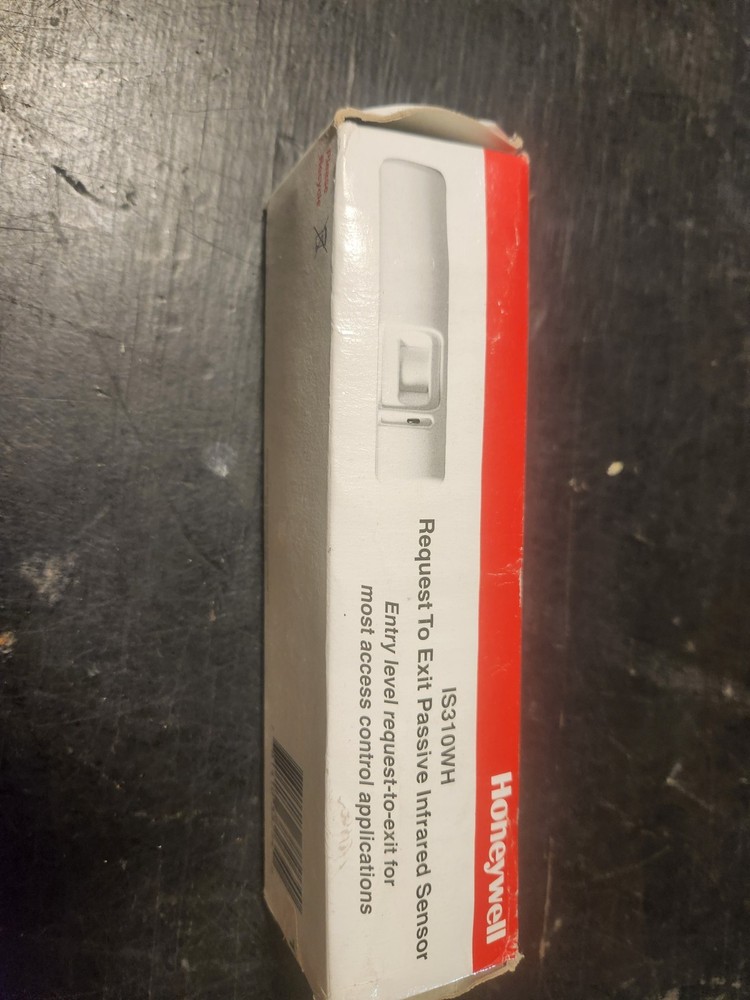 Honeywell
IS310WH
Request To Exit Passive Infrared Sensor
Entry level request-to-exit for
most access control applications